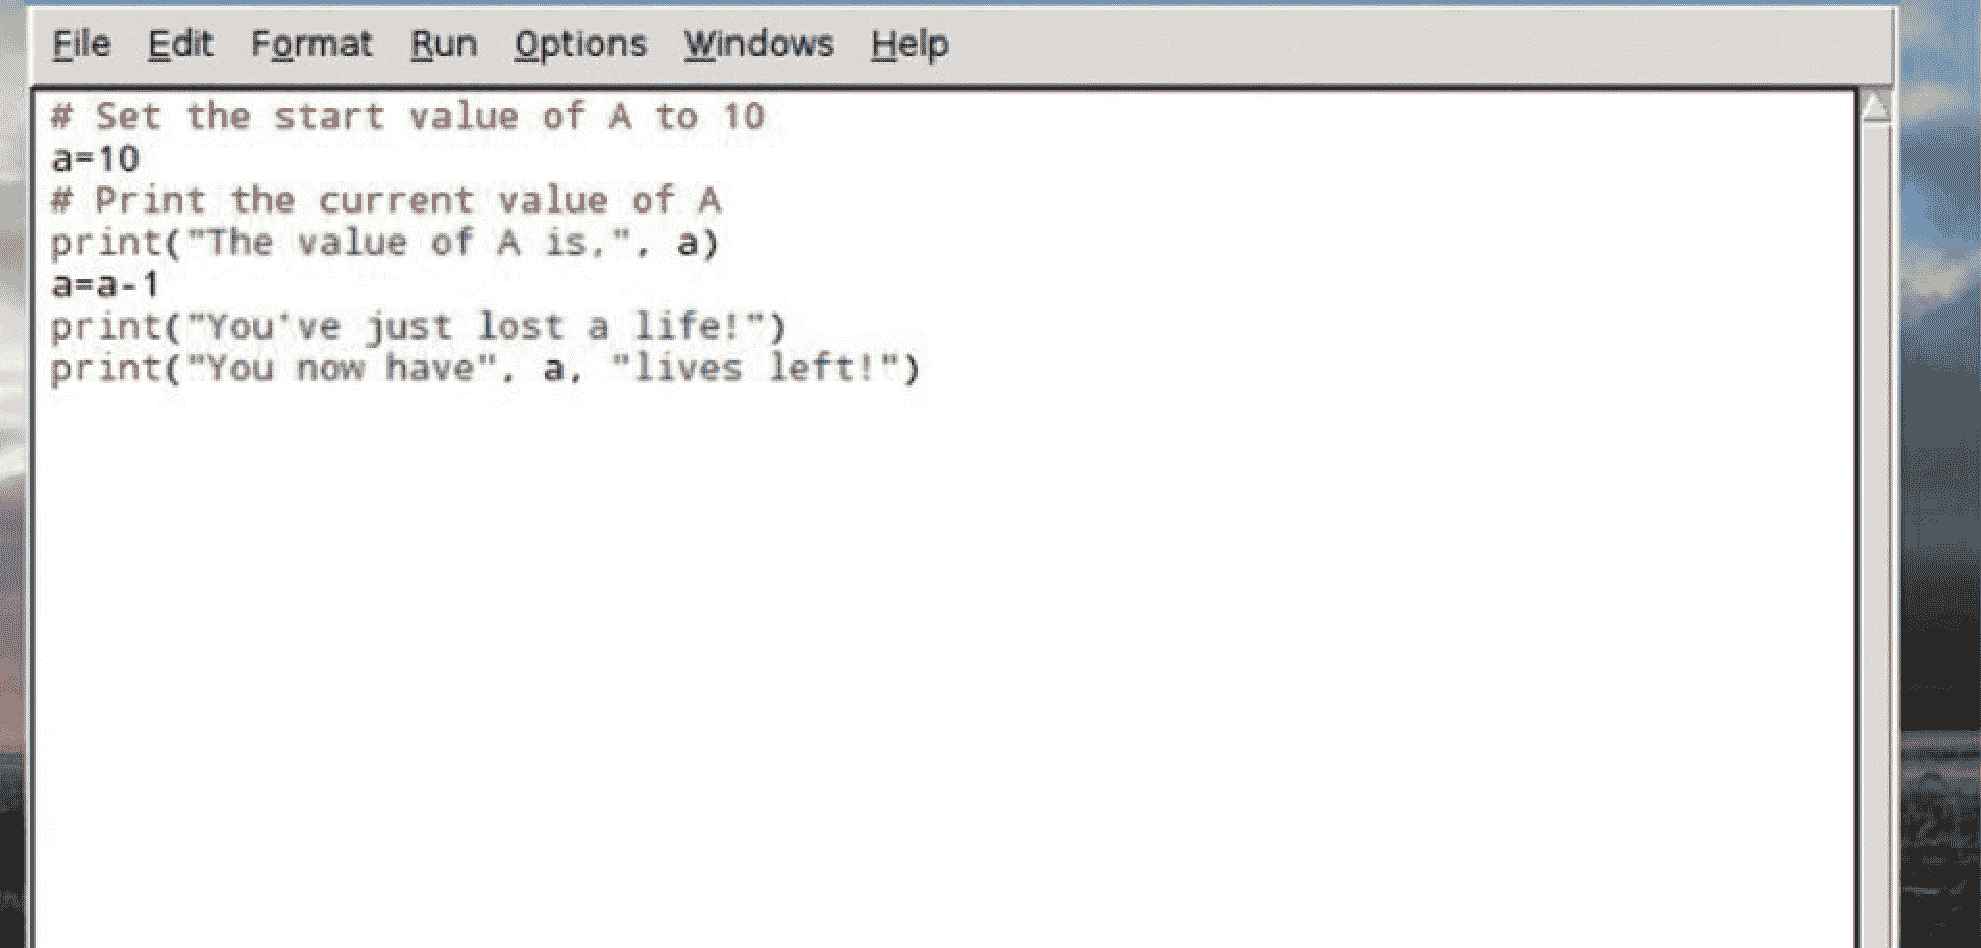 File Edit Format Run Options Windows Help
# Set the start value of A to 10
a=10
# Print the current value of A
print("The value of A is,", a)
a=a-1
print("You've just lost a life!")
print("You now have", a, "lives left!")